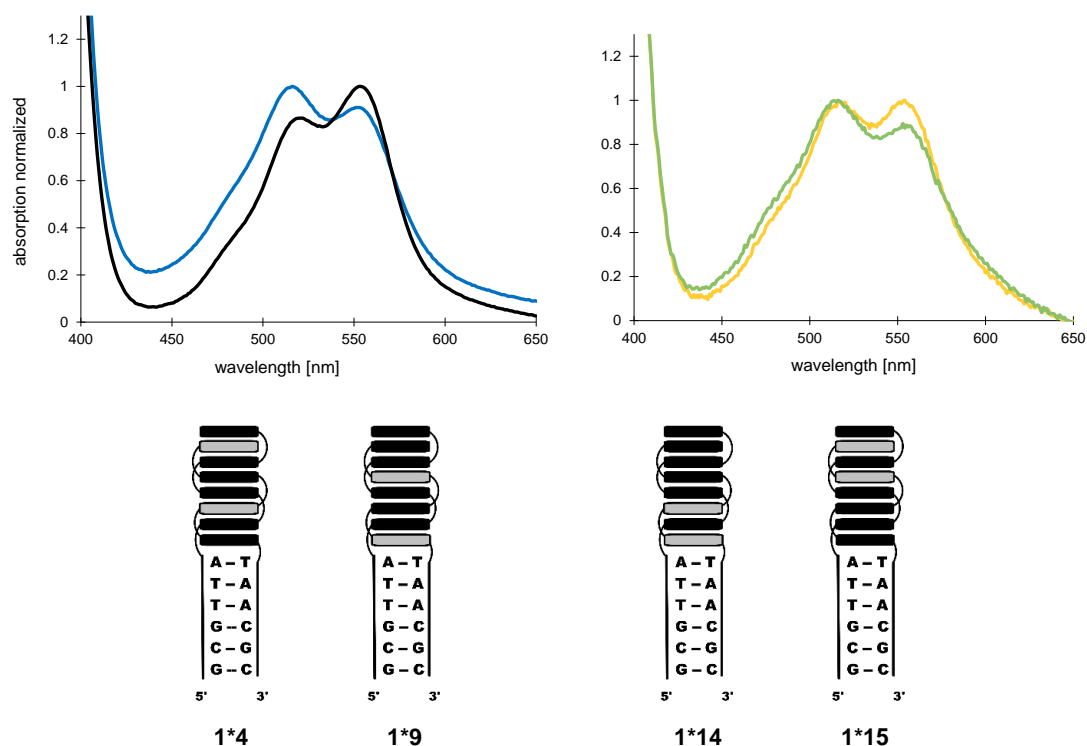 absorption normalized
1.2
1
0.8
0.6
0.4
0.2
0
400 450 500 550 600 650
wavelength [nm]
1.2
1
0.8
0.6
0.4
0.2
0
400 450 500 550 600 650
wavelength [nm]
A – T
T – A
T – A
G -- C
C – G
G -- C
5' 3'
1*4
A – T
T – A
T – A
G – C
C – G
G – C
5' 3'
1*9
A – T
T – A
T – A
G – C
C – G
G – C
5' 3'
1*14
A – T
T – A
T – A
G – C
C – G
G – C
5' 3'
1*15